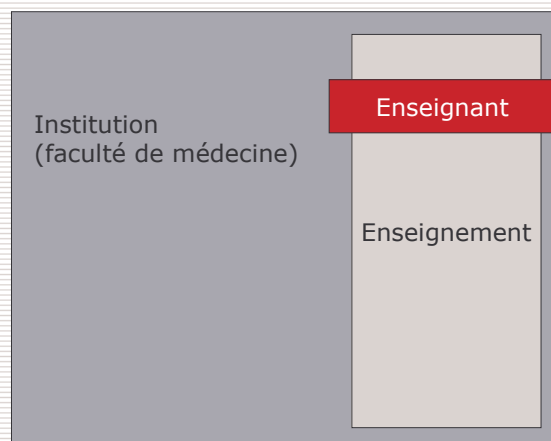 Institution
(faculté de médecine)
Enseignant
Enseignement